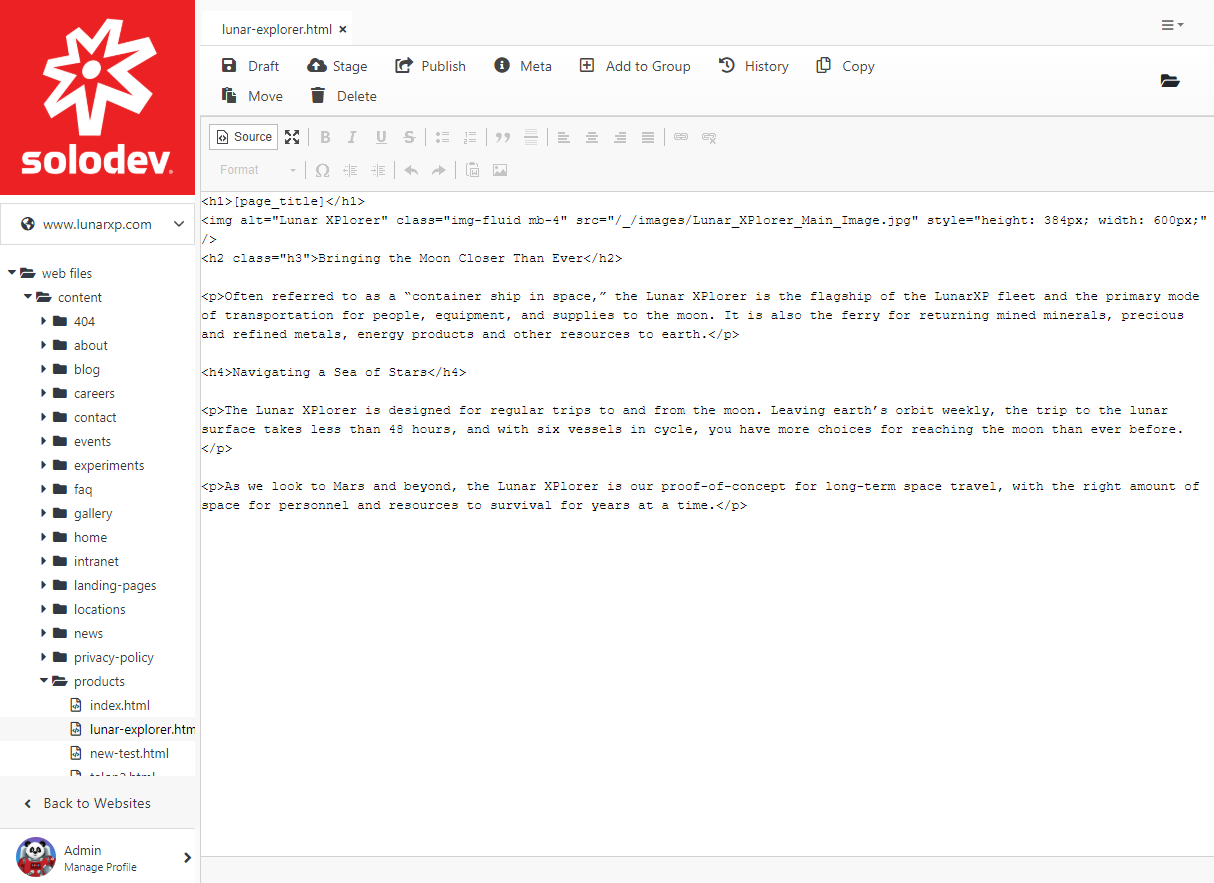 solodev.
www.lunarxp.com
web files
content
404
about
blog
careers
contact
events
experiments
faq
gallery
home
intranet
landing-pages
locations
news
privacy-policy
products
index.html
lunar-explorer.htm
new-test.html
Back to Websites
Admin
Manage Profile
lunar-explorer.html ×
Draft Stage Publish Meta Add to Group History Copy
Move Delete
Source B I U S
Format Ω
<h1>[page_title]</h1>
<img alt="Lunar XPlorer" class="img-fluid mb-4" src="/_/images/Lunar_XPlorer_Main_Image.jpg" style="height: 384px; width: 600px;"
/>
<h2 class="h3">Bringing the Moon Closer Than Ever</h2>
<p>Often referred to as a “container ship in space,” the Lunar XPlorer is the flagship of the LunarXP fleet and the primary mode
of transportation for people, equipment, and supplies to the moon. It is also the ferry for returning mined minerals, precious
and refined metals, energy products and other resources to earth.</p>
<h4>Navigating a Sea of Stars</h4>
<p>The Lunar XPlorer is designed for regular trips to and from the moon. Leaving earth’s orbit weekly, the trip to the lunar
surface takes less than 48 hours, and with six vessels in cycle, you have more choices for reaching the moon than ever before.
</p>
<p>As we look to Mars and beyond, the Lunar XPlorer is our proof-of-concept for long-term space travel, with the right amount of
space for personnel and resources to survival for years at a time.</p>